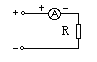 + + A −
R
−